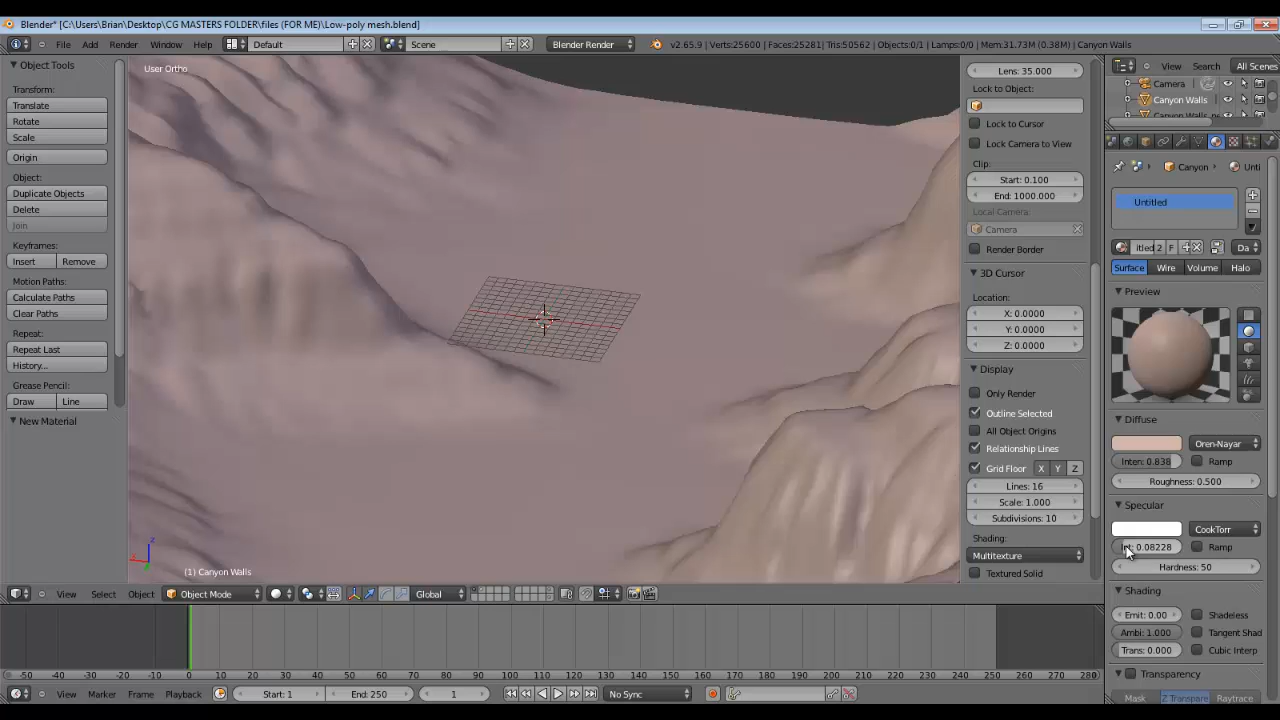 Blender* [C:\Users\Brian\Desktop\CG MASTERS FOLDER\files (FOR ME)\Low-poly mesh.blend]
File Add Render Window Help Default Scene Blender Render v2.65.9 | Verts:25600 | Faces:25281 | Tris:50562 | Objects:0/1 | Lamps:0/0 | Mem:31.73M (0.38M) | Canyon Walls
View Search All Scenes
Object Tools
Transform:
Translate
Rotate
Scale
Origin
Object:
Duplicate Objects
Delete
Join
Keyframes:
Insert Remove
Motion Paths:
Calculate Paths
Clear Paths
Repeat:
Repeat Last
History...
Grease Pencil:
Draw Line
New Material
User Ortho
(1) Canyon Walls
Lens: 35.000
Lock to Object:
Lock to Cursor
Lock Camera to View
Clip:
Start: 0.100
End: 1000.000
Local Camera:
Camera
Render Border
3D Cursor
Location:
X: 0.0000
Y: 0.0000
Z: 0.0000
Display
Only Render
Outline Selected
All Object Origins
Relationship Lines
Grid Floor X Y Z
Lines: 16
Scale: 1.000
Subdivisions: 10
Shading:
Multitexture
Textured Solid
Camera
Canyon Walls
Canyon Unti
Untitled
itled 2 F Da
Surface Wire Volume Halo
Preview
Diffuse
Oren-Nayar
Inten: 0.838 Ramp
Roughness: 0.500
Specular
CookTorr
0.08228 Ramp
Hardness: 50
Shading
Emit: 0.00 Shadeless
Ambi: 1.000 Tangent Shad
Trans: 0.000 Cubic Interp
Transparency
Mask Z Transpare Raytrace
View Select Object Object Mode Global
-50 -40 -30 -20 -10 0 10 20 30 40 50 60 70 80 90 100 110 120 130 140 150 160 170 180 190 200 210 220 230 240 250 260 270 280
View Marker Frame Playback Start: 1 End: 250 1 No Sync